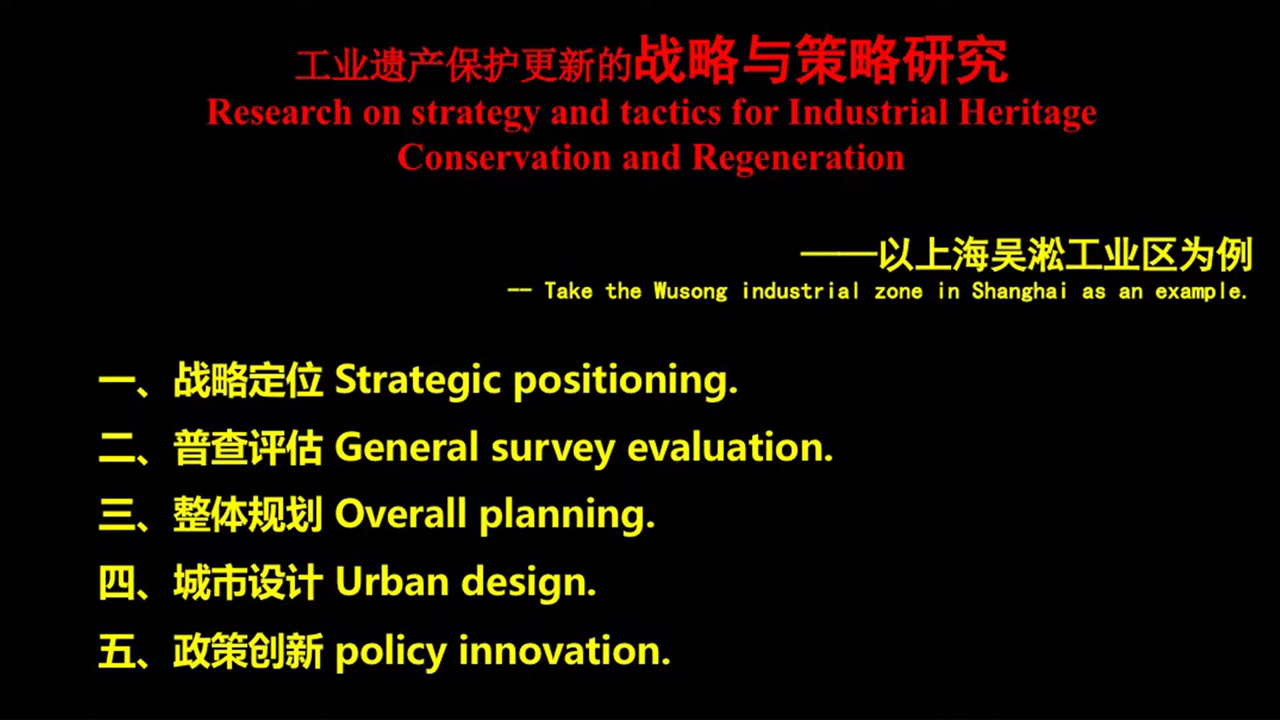 工业遗产保护更新的战略与策略研究
Research on strategy and tactics for Industrial Heritage
Conservation and Regeneration
——以上海吴淞工业区为例
-- Take the Wusong industrial zone in Shanghai as an example.
一、战略定位 Strategic positioning.
二、普查评估 General survey evaluation.
三、整体规划 Overall planning.
四、城市设计 Urban design.
五、政策创新 policy innovation.